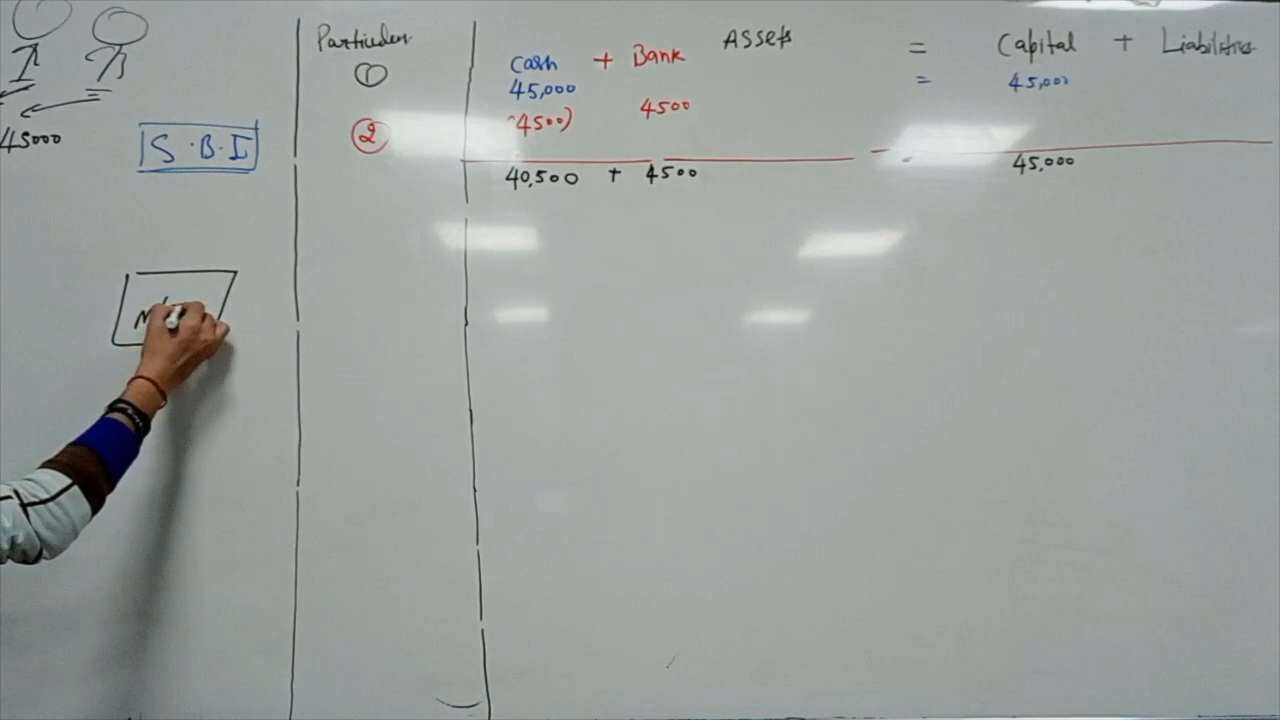 45000
S.B.I
Particulars
①
②
Assets = Capital + Liabilities
Cash + Bank
45,000 = 45,000
(4500) 4500
40,500 + 4500 45,000